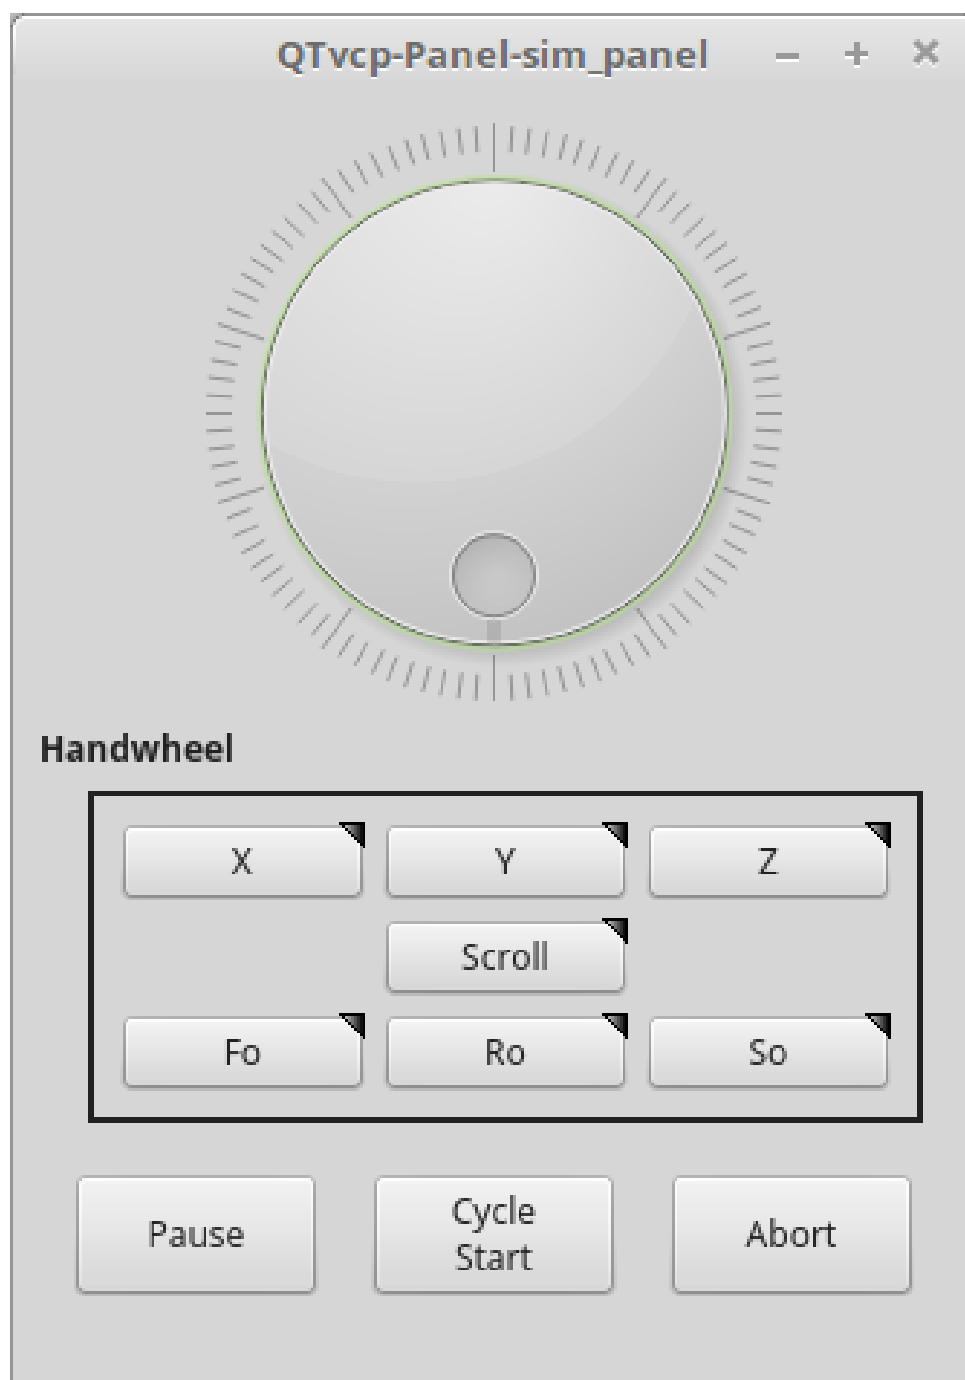 QTvcp-Panel-sim_panel
Handwheel
X Y Z
Scroll
Fo Ro So
Pause Cycle Start Abort